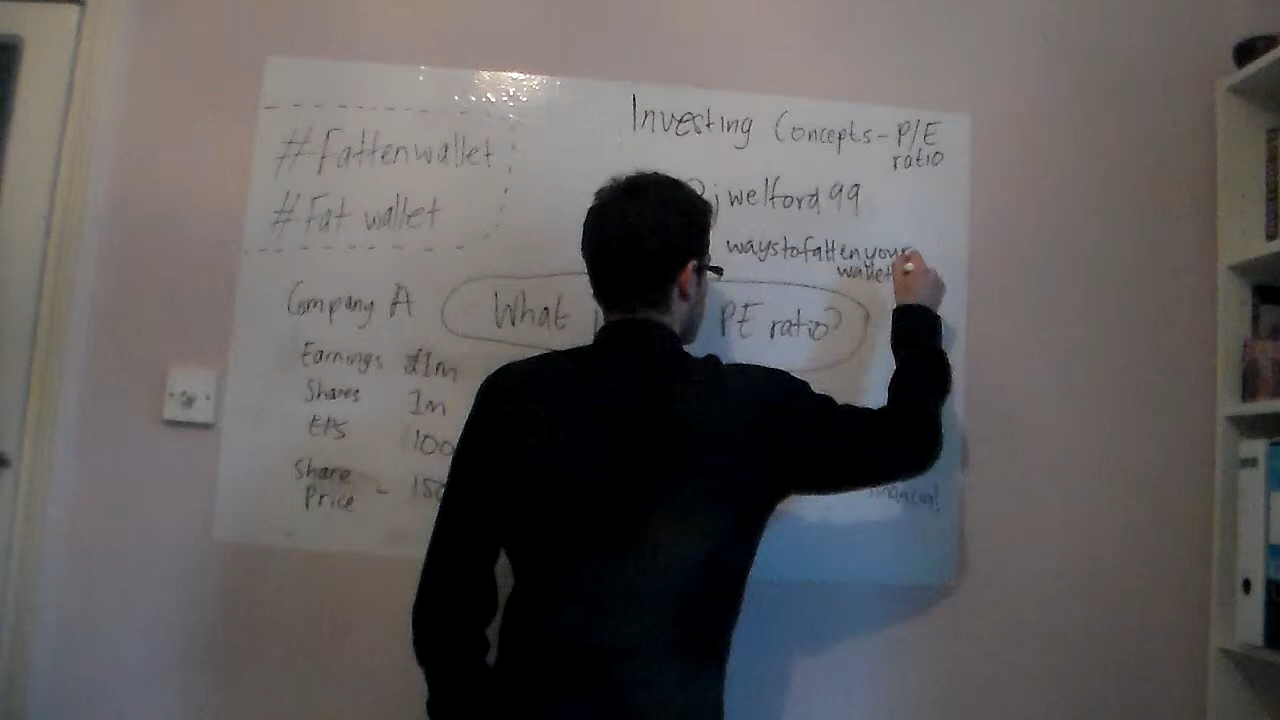 #Fattenwallet
#Fat wallet
Investing Concepts - P/E
ratio
@jwelford99
waystofattenyour
wallet
What PE ratio?
Company A
Earnings £1m
Shares 1m
EPS 100
Share
Price - 150
financial